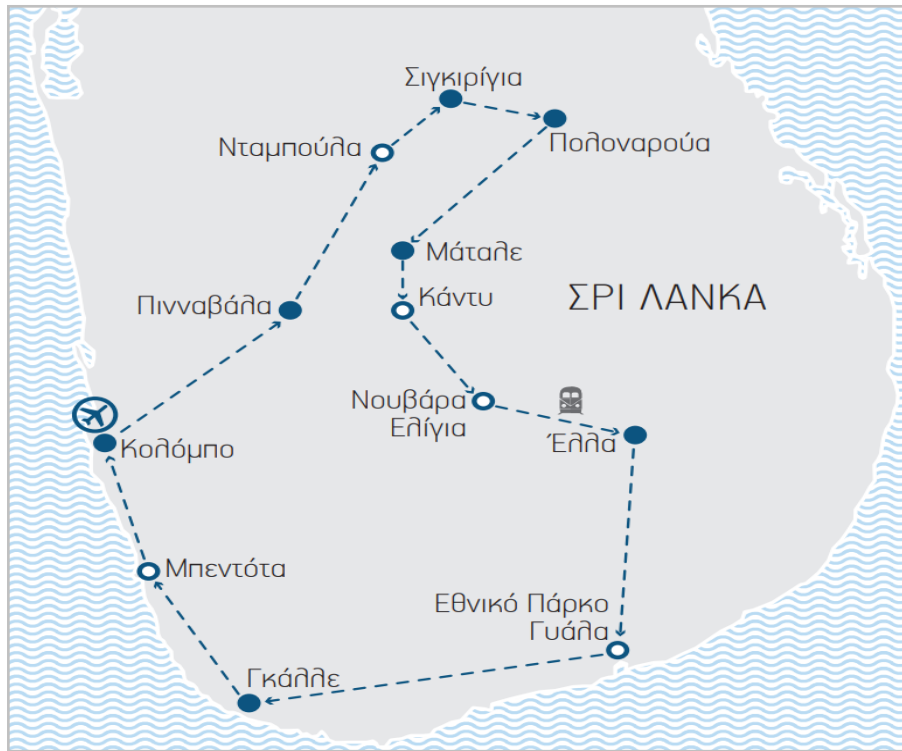 Σιγκιρίγια
Νταμπούλα
Πολοναρούα
Μάταλε
Πινναβάλα
Κάντυ
ΣΡΙ ΛΑΝΚΑ
Νουβάρα
Ελίγια
Έλλα
Κολόμπο
Μπεντότα
Εθνικό Πάρκο
Γυάλα
Γκάλλε